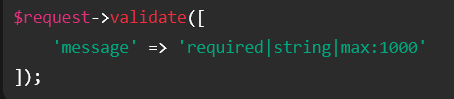 $request->validate([
    'message' => 'required|string|max:1000'
]);